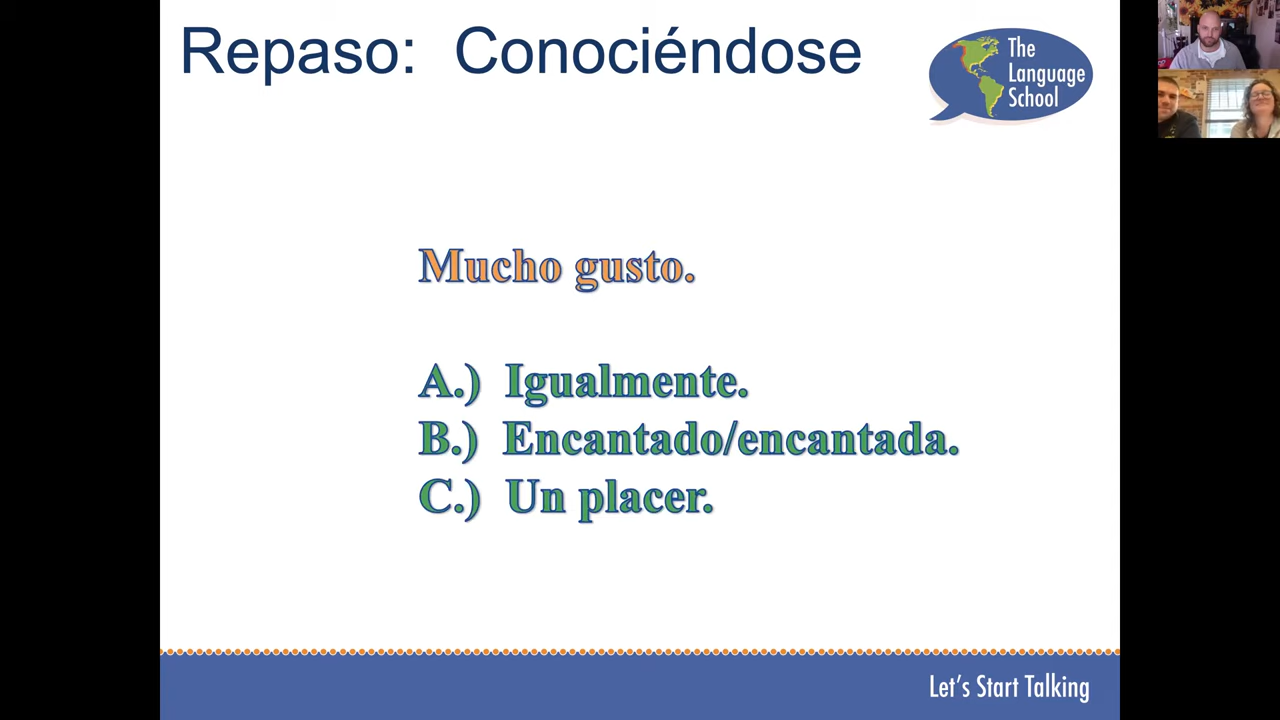 Repaso: Conociéndose
The
Language
School
Mucho gusto.
A.) Igualmente.
B.) Encantado/encantada.
C.) Un placer.
Let's Start Talking